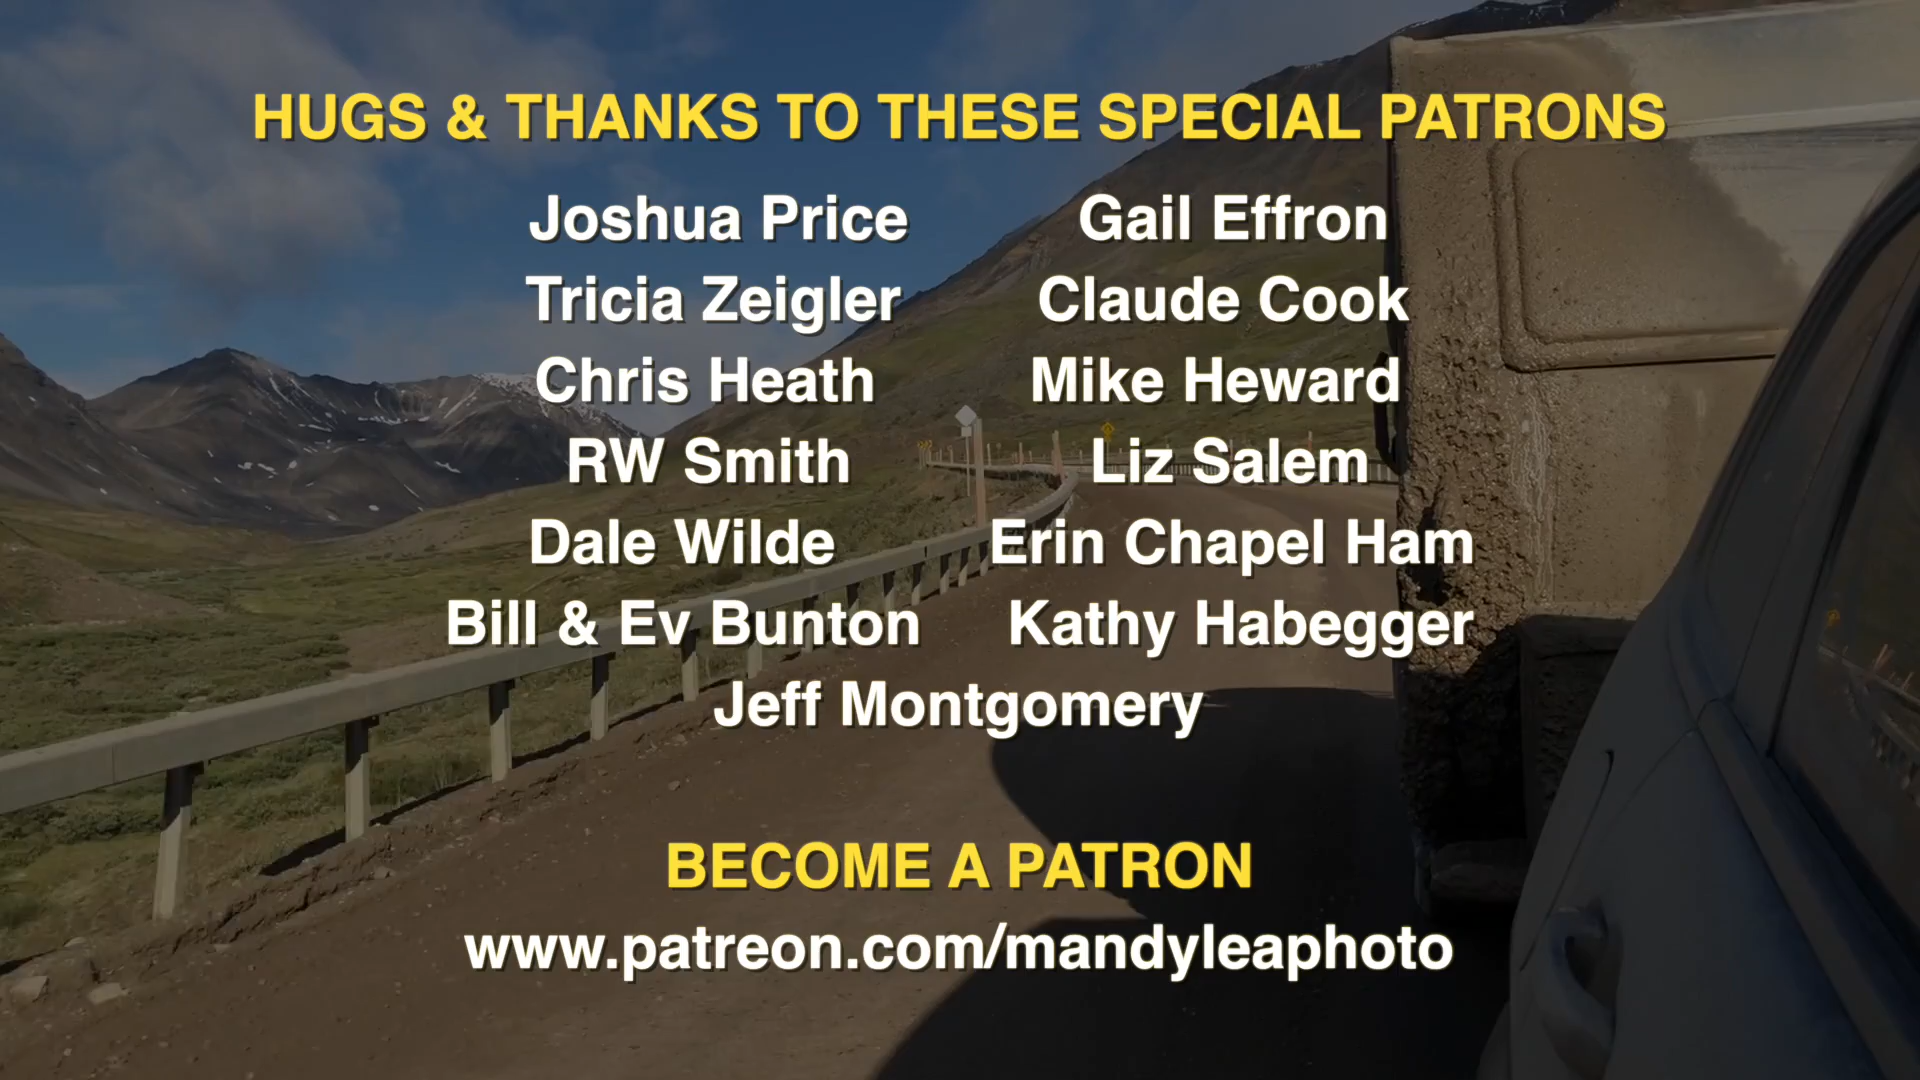 HUGS & THANKS TO THESE SPECIAL PATRONS
Joshua Price Gail Effron
Tricia Zeigler Claude Cook
Chris Heath Mike Heward
RW Smith Liz Salem
Dale Wilde Erin Chapel Ham
Bill & Ev Bunton Kathy Habegger
Jeff Montgomery
BECOME A PATRON
www.patreon.com/mandyleaphoto